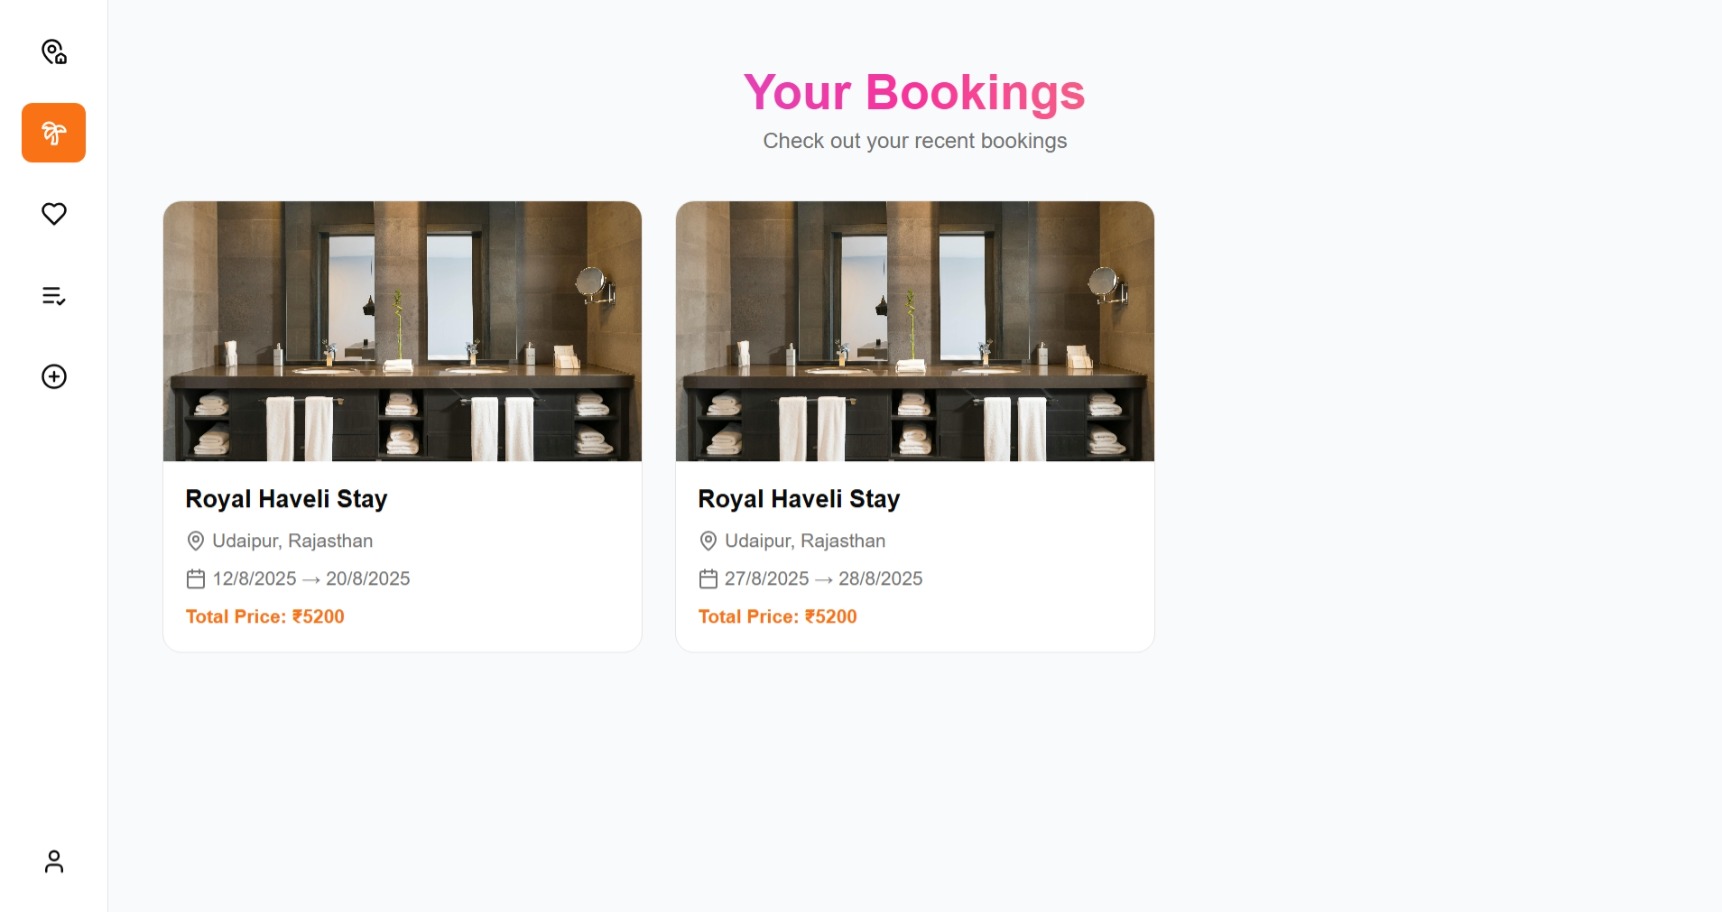 Your Bookings
Check out your recent bookings
Royal Haveli Stay
Udaipur, Rajasthan
12/8/2025 → 20/8/2025
Total Price: ₹5200
Royal Haveli Stay
Udaipur, Rajasthan
27/8/2025 → 28/8/2025
Total Price: ₹5200